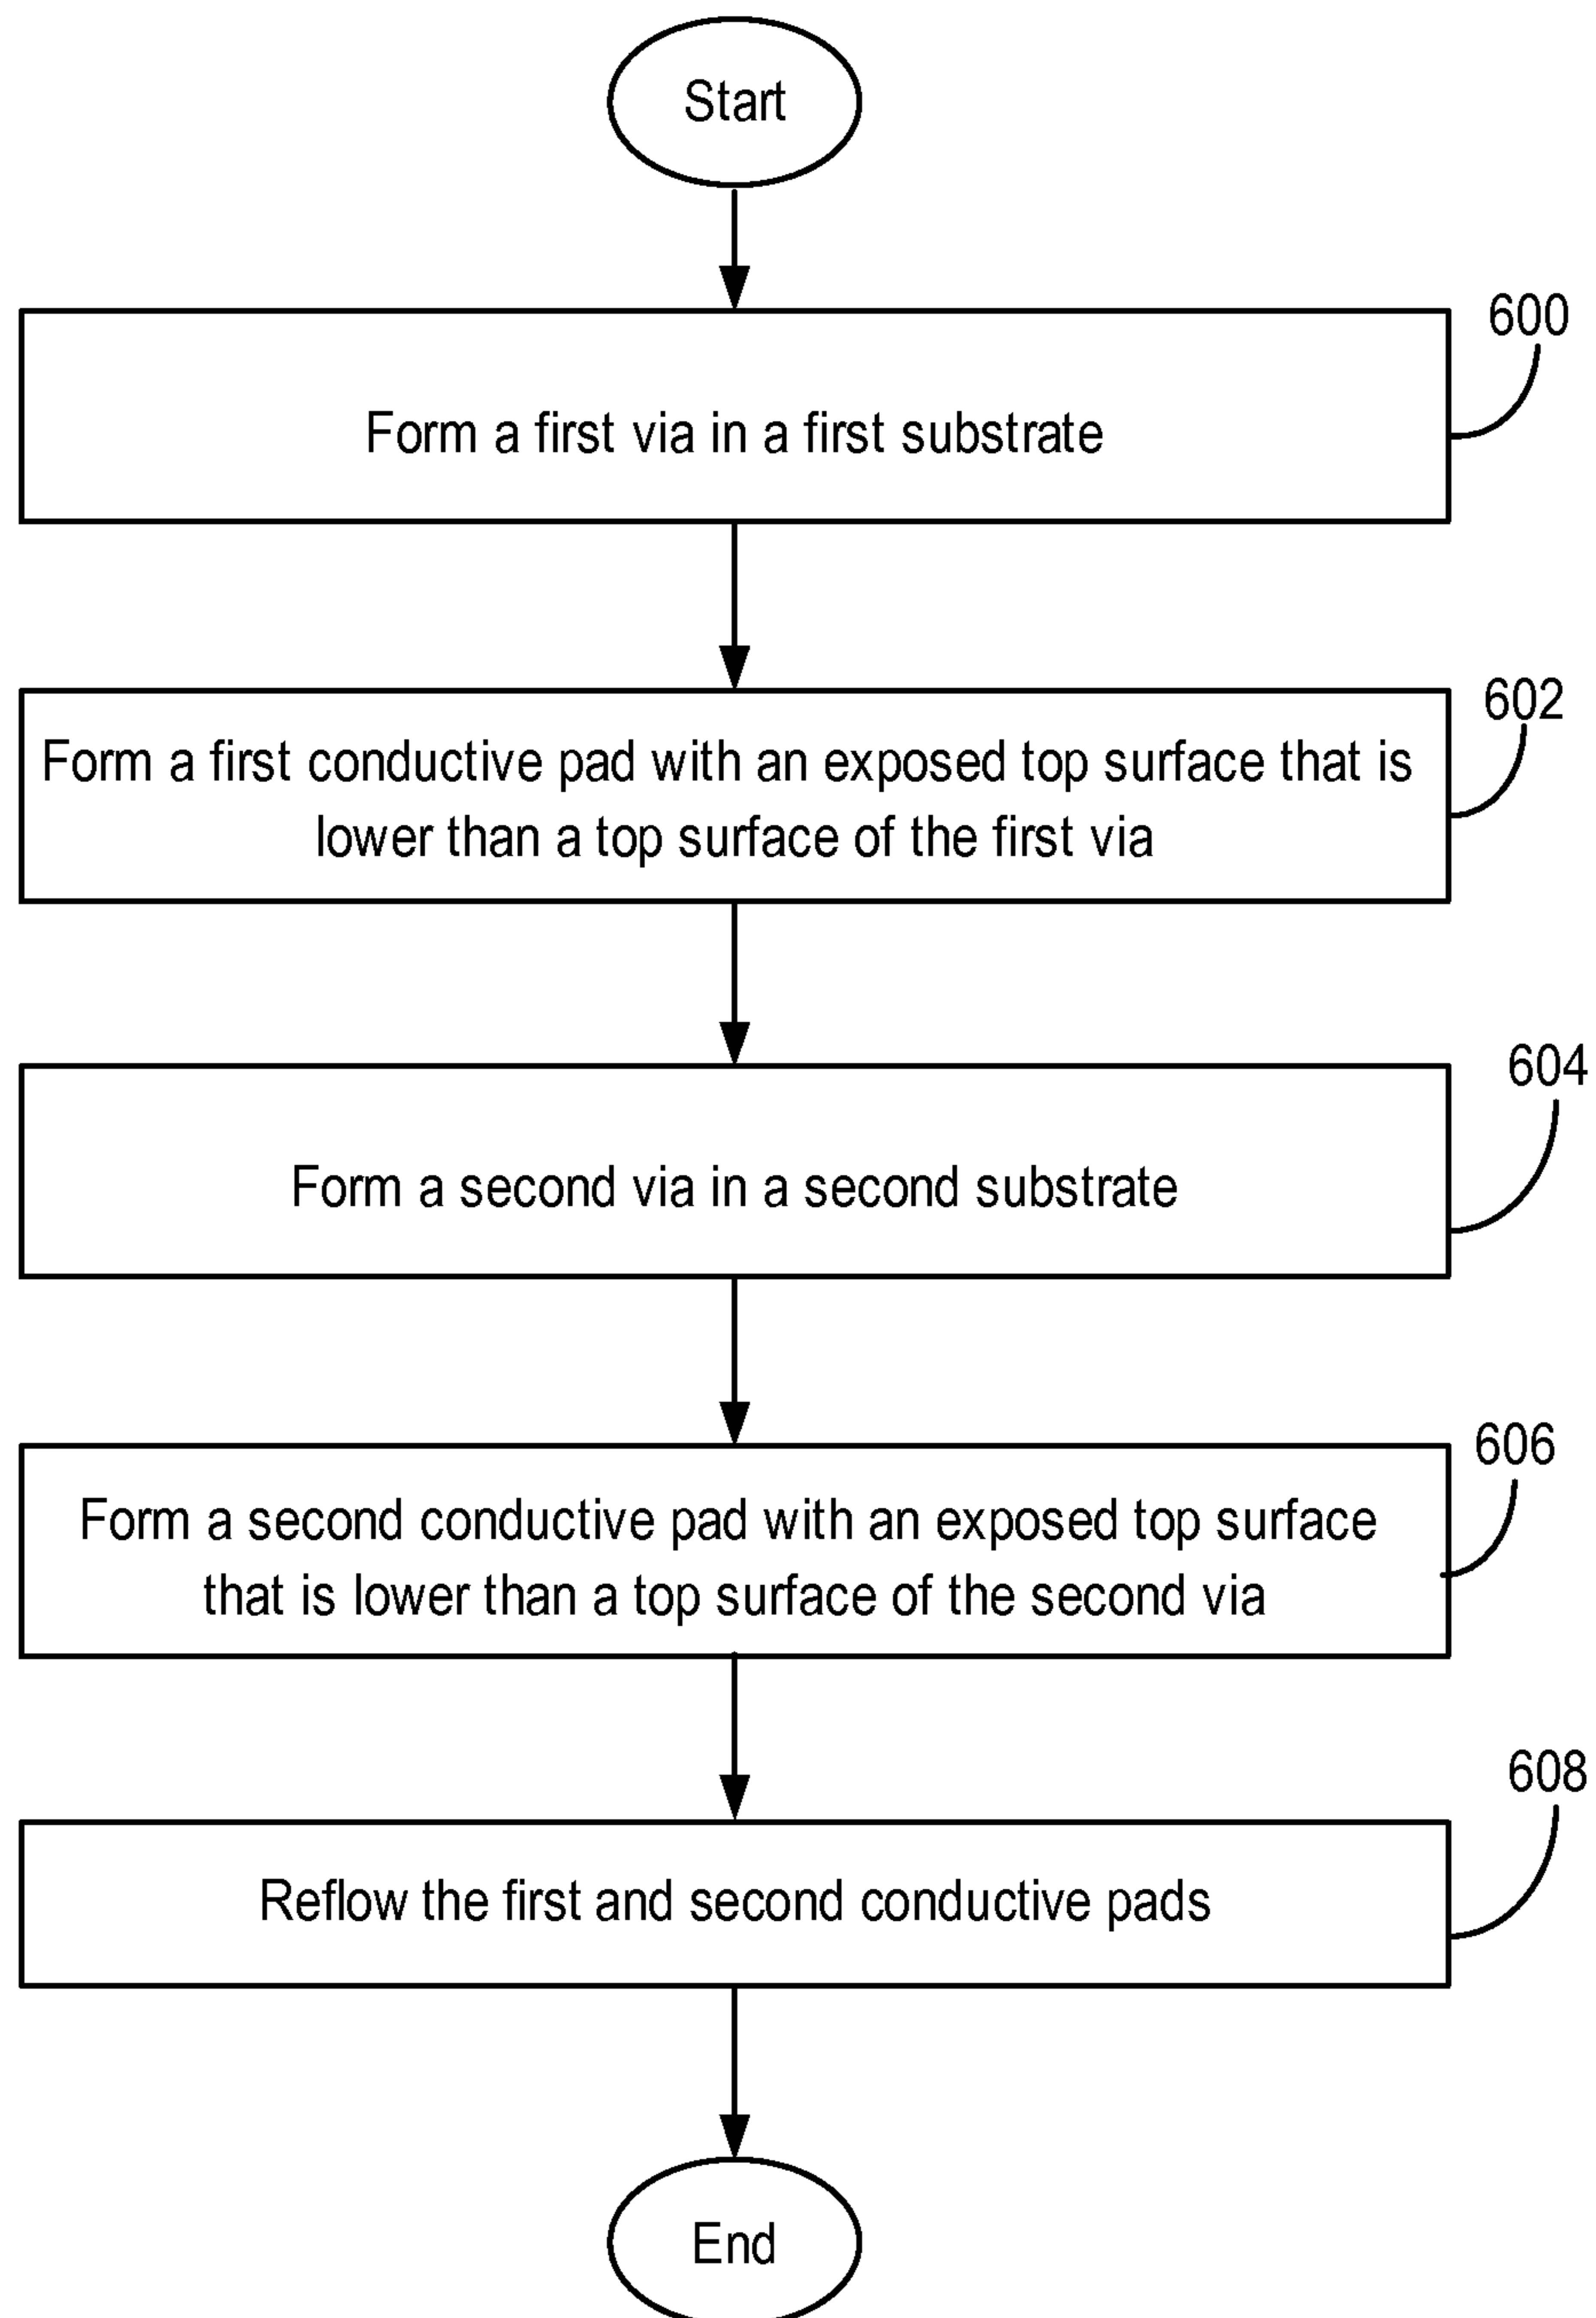 Start
600
Form a first via in a first substrate
602
Form a first conductive pad with an exposed top surface that is
lower than a top surface of the first via
604
Form a second via in a second substrate
606
Form a second conductive pad with an exposed top surface
that is lower than a top surface of the second via
608
Reflow the first and second conductive pads
End